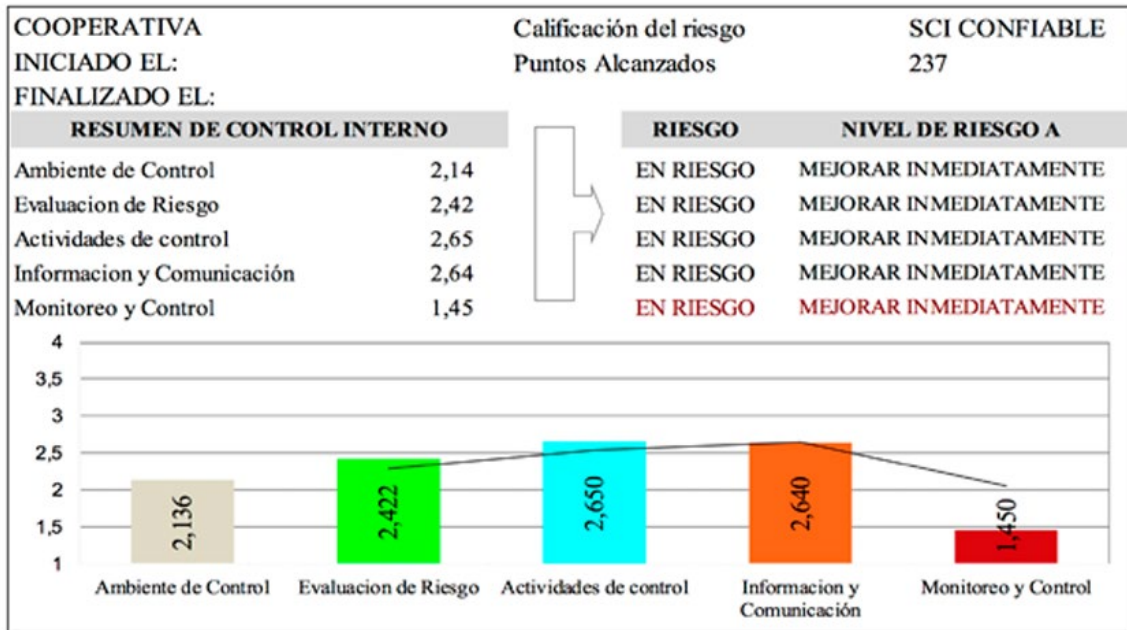 COOPERATIVA Calificación del riesgo SCI CONFIABLE
INICIADO EL: Puntos Alcanzados 237
FINALIZADO EL:
RESUMEN DE CONTROL INTERNO RIESGO NIVEL DE RIESGO A
Ambiente de Control 2,14 EN RIESGO MEJORAR INMEDIATAMENTE
Evaluacion de Riesgo 2,42 EN RIESGO MEJORAR INMEDIATAMENTE
Actividades de control 2,65 EN RIESGO MEJORAR INMEDIATAMENTE
Informacion y Comunicación 2,64 EN RIESGO MEJORAR INMEDIATAMENTE
Monitoreo y Control 1,45 EN RIESGO MEJORAR INMEDIATAMENTE
4
3,5
3
2,5
2
1,5
1
2,136
2,422
2,650
2,640
1,450
Ambiente de Control
Evaluacion de Riesgo
Actividades de control
Informacion y
Comunicación
Monitoreo y Control